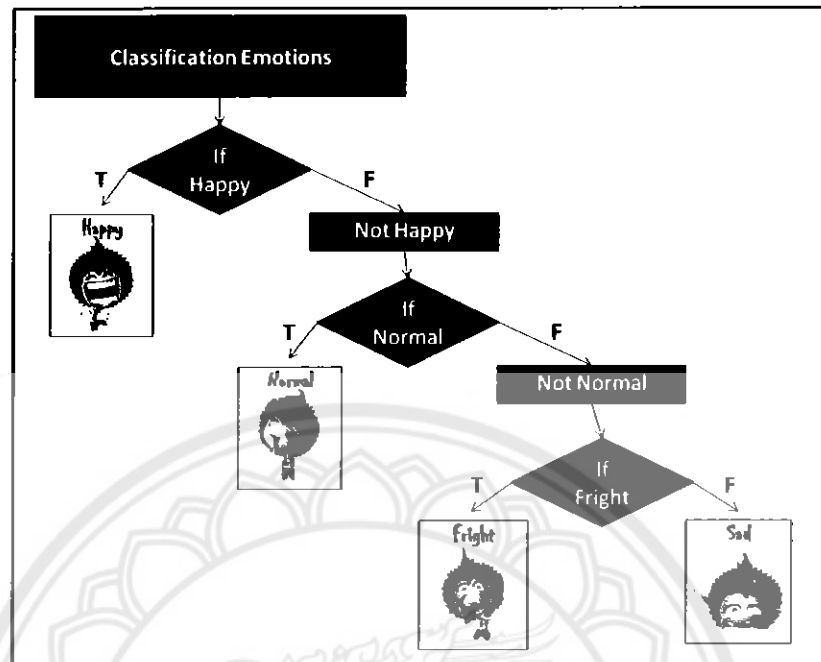 Classification Emotions
If
Happy
T
F
Happy
Not Happy
If
Normal
T
F
Normal
Not Normal
If
Fright
T
F
Fright
Sad